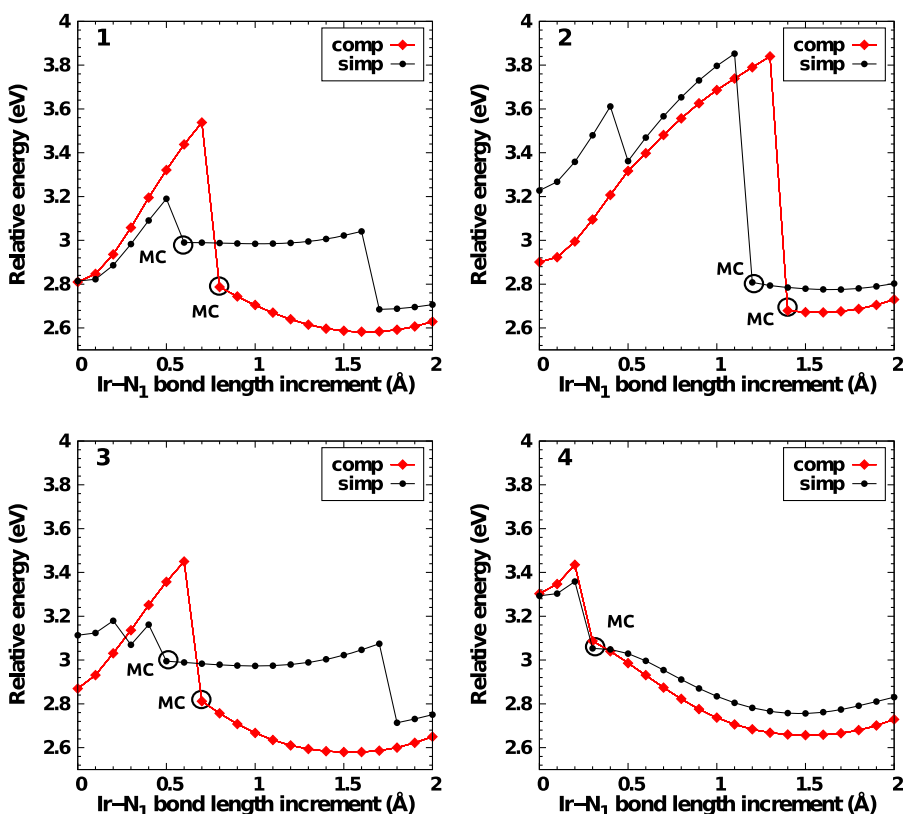 1
comp
simp
Relative energy (eV)
4
3.8
3.6
3.4
3.2
3
2.8
2.6
MC
MC
0 0.5 1 1.5 2
Ir−N1 bond length increment (Å)
2
comp
simp
Relative energy (eV)
4
3.8
3.6
3.4
3.2
3
2.8
2.6
MC
MC
0 0.5 1 1.5 2
Ir−N1 bond length increment (Å)
3
comp
simp
Relative energy (eV)
4
3.8
3.6
3.4
3.2
3
2.8
2.6
MC
MC
0 0.5 1 1.5 2
Ir−N1 bond length increment (Å)
4
comp
simp
Relative energy (eV)
4
3.8
3.6
3.4
3.2
3
2.8
2.6
MC
0 0.5 1 1.5 2
Ir−N1 bond length increment (Å)